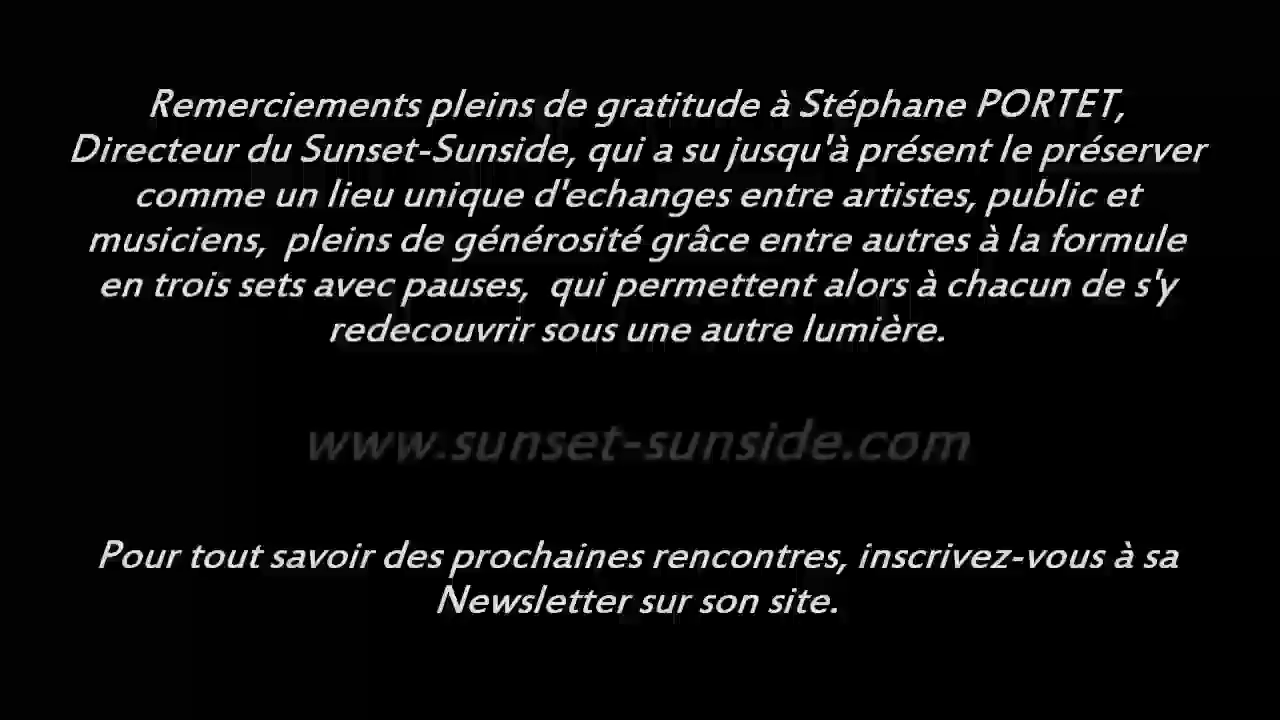 Remerciements pleins de gratitude à Stéphane PORTET,
Directeur du Sunset-Sunside, qui a su jusqu'à présent le préserver
comme un lieu unique d'echanges entre artistes, public et
musiciens,  pleins de générosité grâce entre autres à la formule
en trois sets avec pauses,  qui permettent alors à chacun de s'y
redecouvrir sous une autre lumière.
www.sunset-sunside.com
Pour tout savoir des prochaines rencontres, inscrivez-vous à sa
Newsletter sur son site.